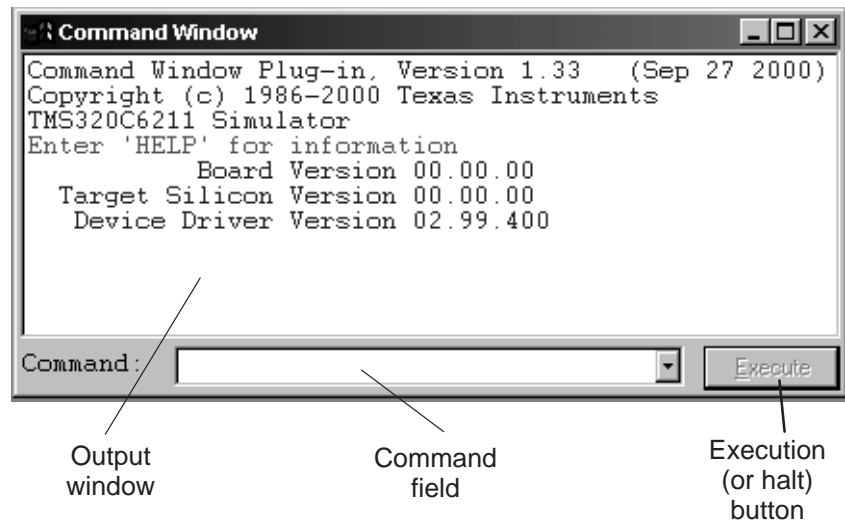 Command Window
Command Window Plug-in, Version 1.33 (Sep 27 2000)
Copyright (c) 1986-2000 Texas Instruments
TMS320C6211 Simulator
Enter 'HELP' for information
Board Version 00.00.00
Target Silicon Version 00.00.00
Device Driver Version 02.99.400
Command:
Execute
Output
window
Command
field
Execution
(or halt)
button